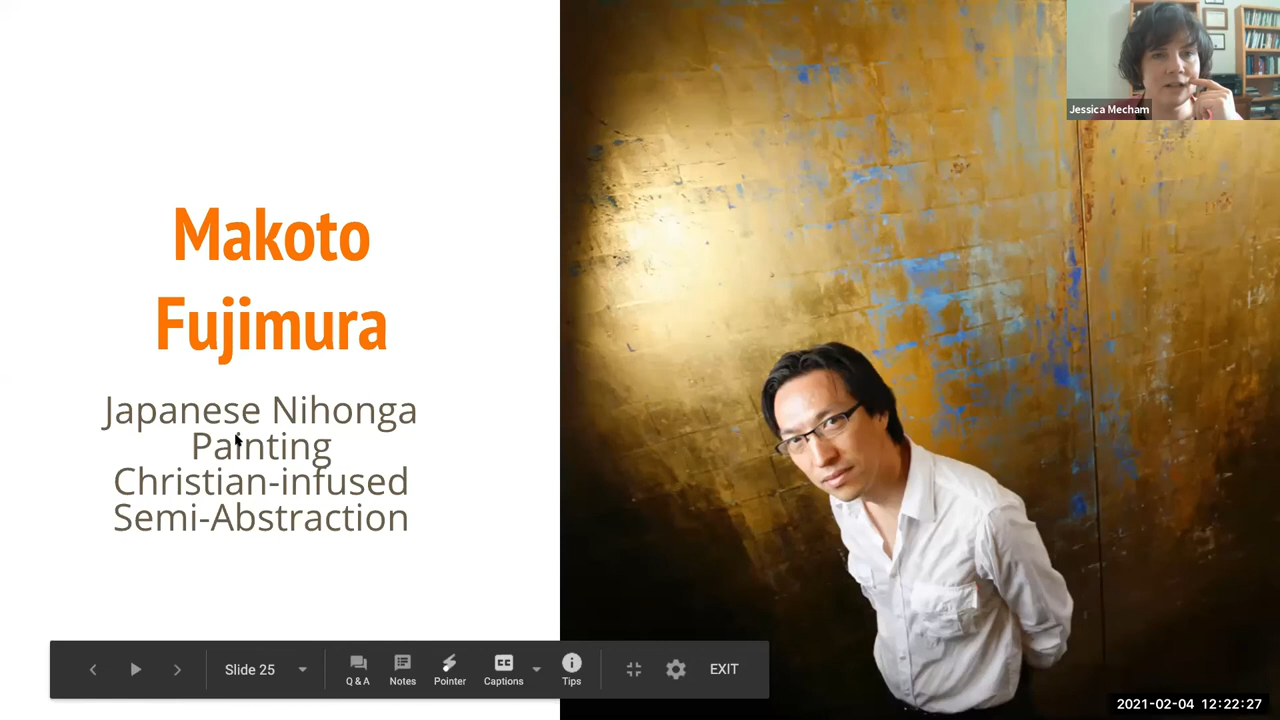 Jessica Mecham
Makoto
Fujimura
Japanese Nihonga
Painting
Christian-infused
Semi-Abstraction
Slide 25
Q & A
Notes
Pointer
CC
Captions
Tips
EXIT
2021-02-04 12:22:27